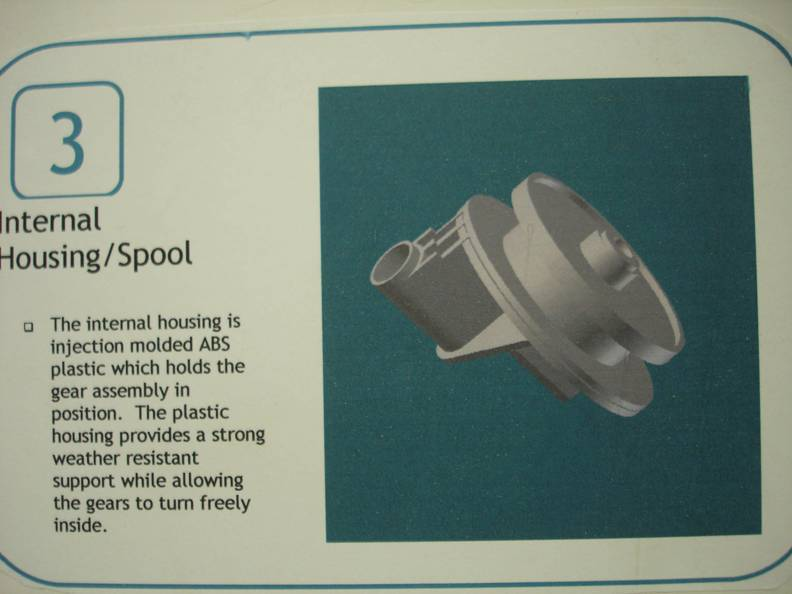 3
Internal
Housing/Spool
❑ The internal housing is
injection molded ABS
plastic which holds the
gear assembly in
position. The plastic
housing provides a strong
weather resistant
support while allowing
the gears to turn freely
inside.